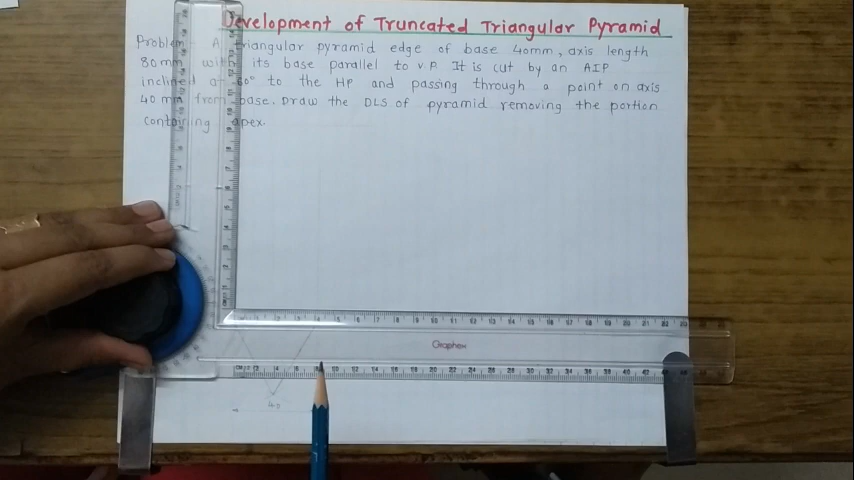 Development of Truncated Triangular Pyramid
Problem A triangular pyramid edge of base 40mm, axis length
80mm with its base parallel to V.P. It is cut by an AIP
inclined at 60° to the HP and passing through a point on axis
40mm from base. Draw the DLS of pyramid removing the portion
containing apex.
Graphex